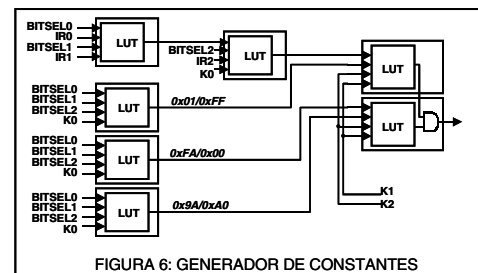 BITSEL0
IR0
BITSEL1
IR1
LUT
BITSEL2
IR2
K0
LUT
LUT
BITSEL0
BITSEL1
BITSEL2
K0
LUT
0x01/0xFF
LUT
BITSEL0
BITSEL1
BITSEL2
K0
LUT
0xFA/0x00
BITSEL0
BITSEL1
BITSEL2
K0
LUT
0x9A/0xA0
K1
K2
FIGURA 6: GENERADOR DE CONSTANTES